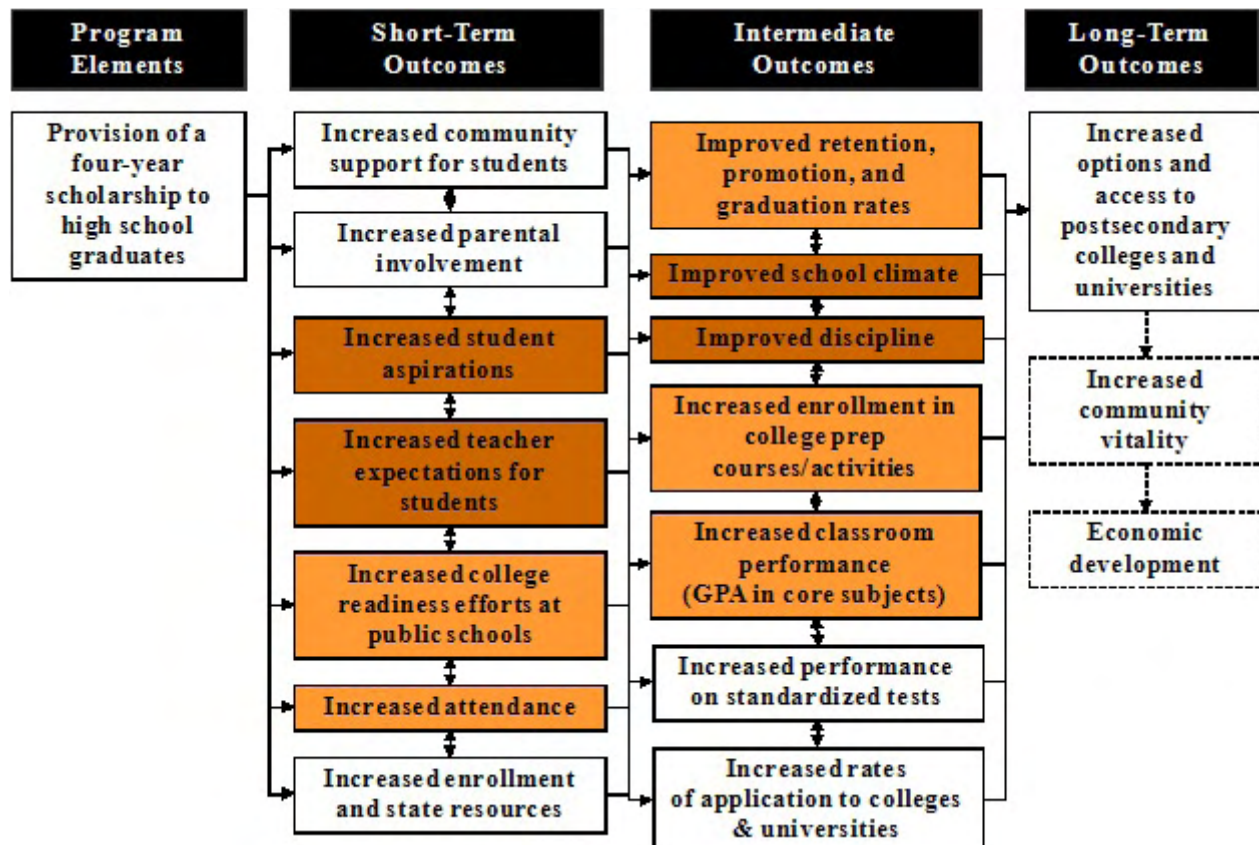 Program
Elements
Short-Term
Outcomes
Intermediate
Outcomes
Long-Term
Outcomes
Provision of a
four-year
scholarship to
high school
graduates
Increased community
support for students
Increased parental
involvement
Increased student
aspirations
Increased teacher
expectations for
students
Increased college
readiness efforts at
public schools
Increased attendance
Increased enrollment
and state resources
Improved retention,
promotion, and
graduation rates
Improved school climate
Improved discipline
Increased enrollment in
college prep
courses/activities
Increased classroom
performance
(GPA in core subjects)
Increased performance
on standardized tests
Increased rates
of application to colleges
& universities
Increased
options and
access to
postsecondary
colleges and
universities
Increased
community
vitality
Economic
development